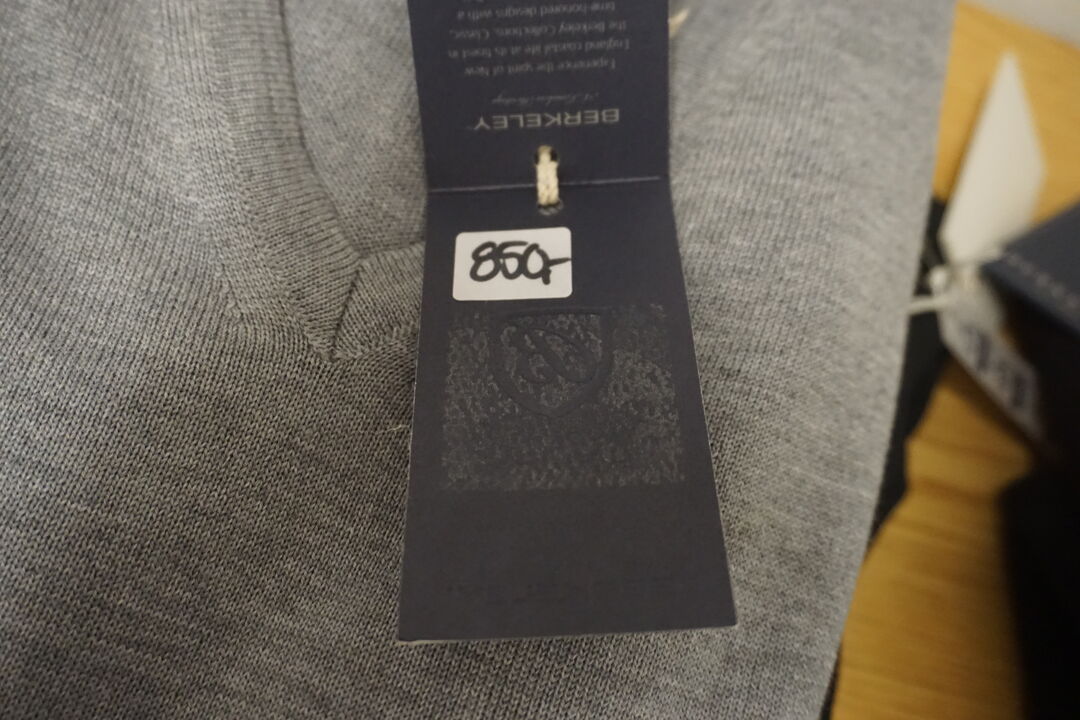 BERKELEY
Experience the spirit of New
England coastal life at its finest in
the Berkeley Collections. Classic,
time-honored designs with a
850,-